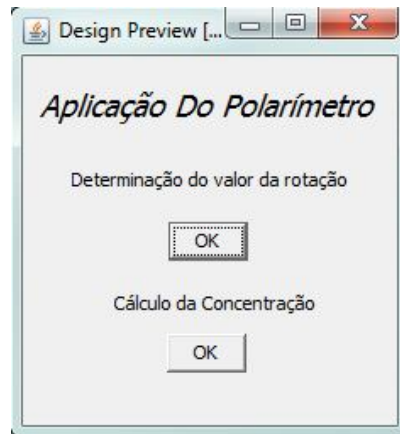 Design Preview [...
Aplicação Do Polarímetro
Determinação do valor da rotação
OK
Cálculo da Concentração
OK